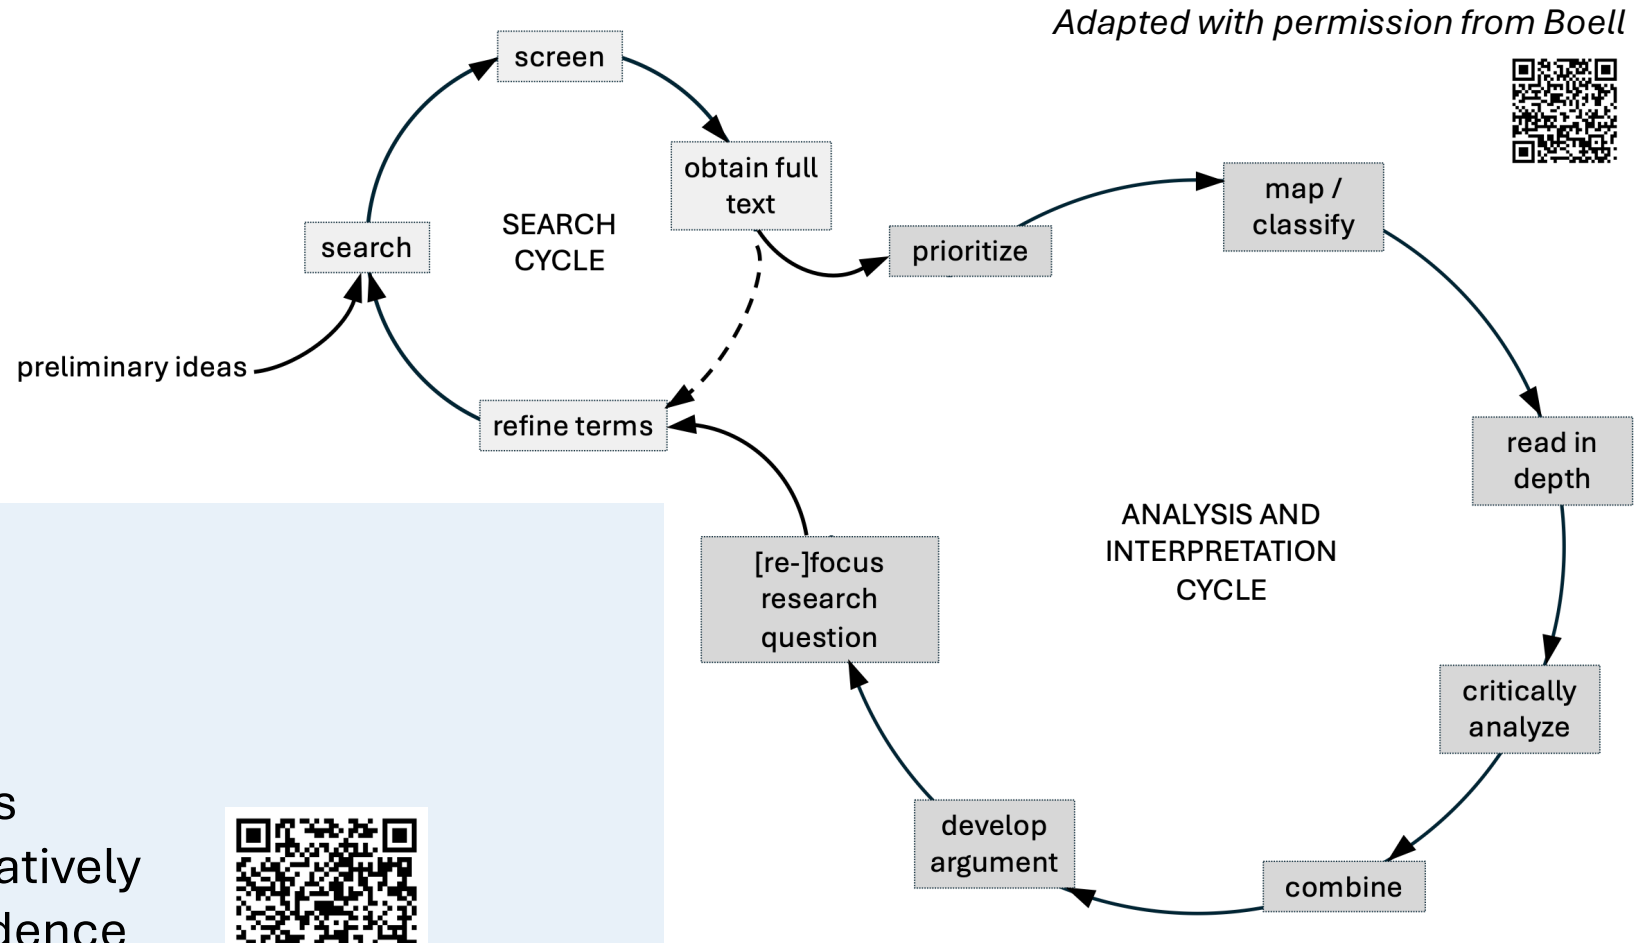 Adapted with permission from Boell
screen
obtain full
text
SEARCH
CYCLE
search
preliminary ideas
refine terms
prioritize
map /
classify
read in
depth
ANALYSIS AND
INTERPRETATION
CYCLE
critically
analyze
combine
develop
argument
[re-]focus
research
question